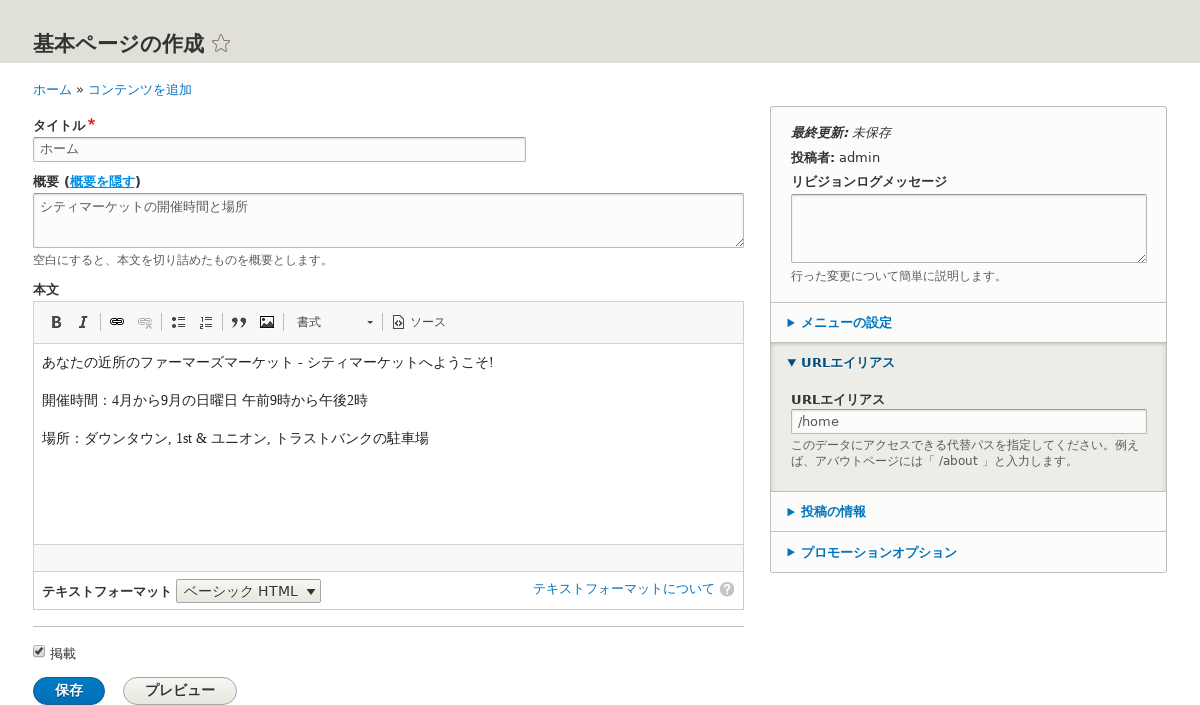 基本ページの作成
ホーム » コンテンツを追加
タイトル*
ホーム
概要 (概要を隠す)
シティマーケットの開催時間と場所
空白にすると、本文を切り詰めたものを概要とします。
本文
B I 書式 ソース
あなたの近所のファーマーズマーケット - シティマーケットへようこそ!
開催時間：4月から9月の日曜日 午前9時から午後2時
場所：ダウンタウン, 1st & ユニオン, トラストバンクの駐車場
テキストフォーマット ベーシック HTML テキストフォーマットについて ?
掲載
保存 プレビュー
最終更新: 未保存
投稿者: admin
リビジョンログメッセージ
行った変更について簡単に説明します。
メニューの設定
URLエイリアス
URLエイリアス
/home
このデータにアクセスできる代替パスを指定してください。例え
ば、アバウトページには「 /about 」と入力します。
投稿の情報
プロモーションオプション